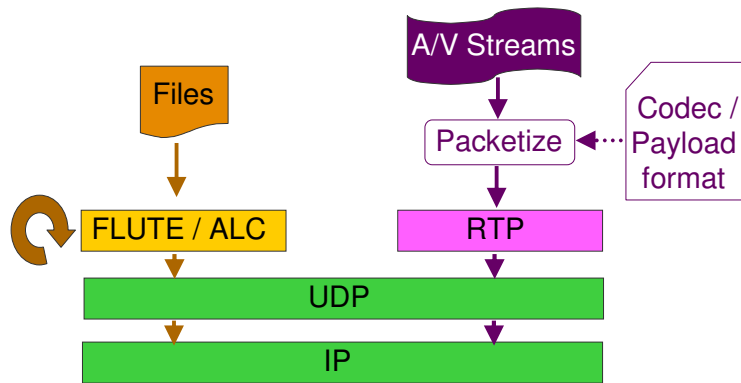 A/V Streams
Files
Codec /
Payload
format
Packetize
FLUTE / ALC
RTP
UDP
IP